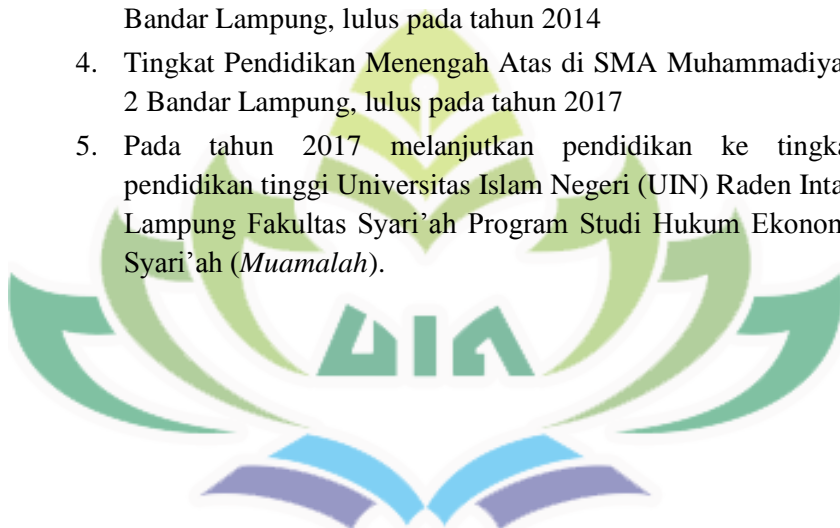 Bandar Lampung, lulus pada tahun 2014
4. Tingkat Pendidikan Menengah Atas di SMA Muhammadiya
2 Bandar Lampung, lulus pada tahun 2017
5. Pada tahun 2017 melanjutkan pendidikan ke tingka
pendidikan tinggi Universitas Islam Negeri (UIN) Raden Inta
Lampung Fakultas Syari’ah Program Studi Hukum Ekonom
Syari’ah (Muamalah).
UIN